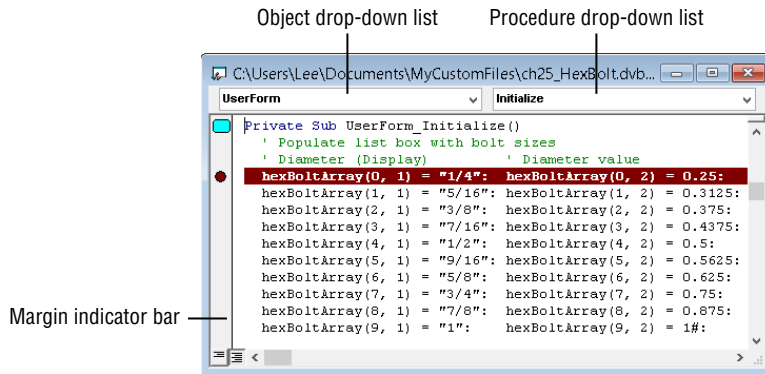 Object drop-down list
Procedure drop-down list
C:\Users\Lee\Documents\MyCustomFiles\ch25_HexBolt.dvb...
UserForm
Initialize
Private Sub UserForm_Initialize()
' Populate list box with bolt sizes
' Diameter (Display) ' Diameter value
hexBoltArray(0, 1) = "1/4": hexBoltArray(0, 2) = 0.25:
hexBoltArray(1, 1) = "5/16": hexBoltArray(1, 2) = 0.3125:
hexBoltArray(2, 1) = "3/8": hexBoltArray(2, 2) = 0.375:
hexBoltArray(3, 1) = "7/16": hexBoltArray(3, 2) = 0.4375:
hexBoltArray(4, 1) = "1/2": hexBoltArray(4, 2) = 0.5:
hexBoltArray(5, 1) = "9/16": hexBoltArray(5, 2) = 0.5625:
hexBoltArray(6, 1) = "5/8": hexBoltArray(6, 2) = 0.625:
hexBoltArray(7, 1) = "3/4": hexBoltArray(7, 2) = 0.75:
hexBoltArray(8, 1) = "7/8": hexBoltArray(8, 2) = 0.875:
hexBoltArray(9, 1) = "1": hexBoltArray(9, 2) = 1#:
Margin indicator bar